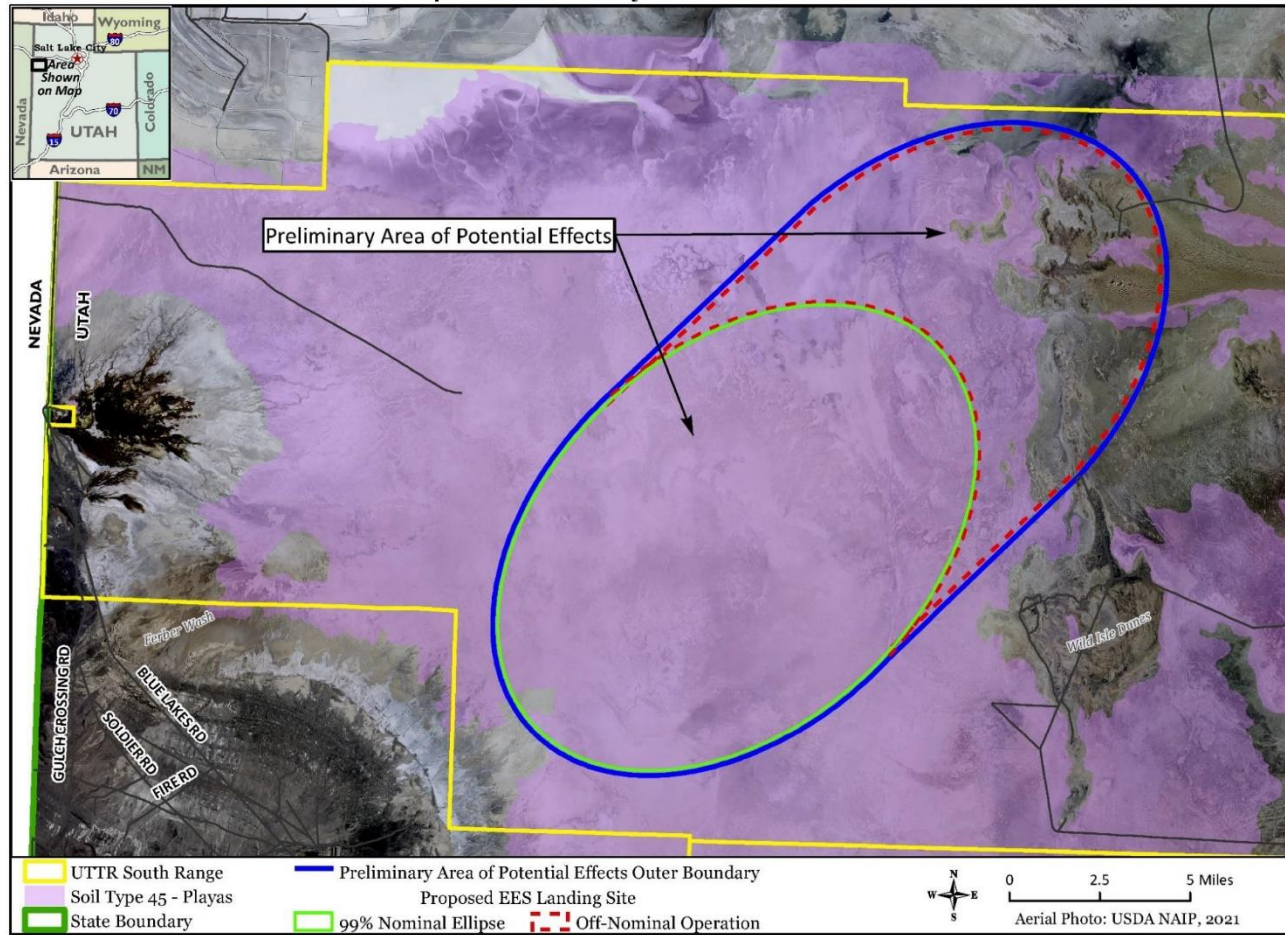 Idaho
Wyoming
80
Salt Lake City
Area
Shown
on Map
Nevada
Colorado
70
UTAH
15
Arizona
NM
Preliminary Area of Potential Effects
NEVADA
UTAH
Ferber Wash
Wild Isle Dunes
GULCH CROSSING RD
BLUE LAKES RD
SOLDIER RD
FIRE RD
UTTR South Range
Soil Type 45 - Playas
State Boundary
Preliminary Area of Potential Effects Outer Boundary
Proposed EES Landing Site
99% Nominal Ellipse
Off-Nominal Operation
N
W E
S
0 2.5 5 Miles
Aerial Photo: USDA NAIP, 2021